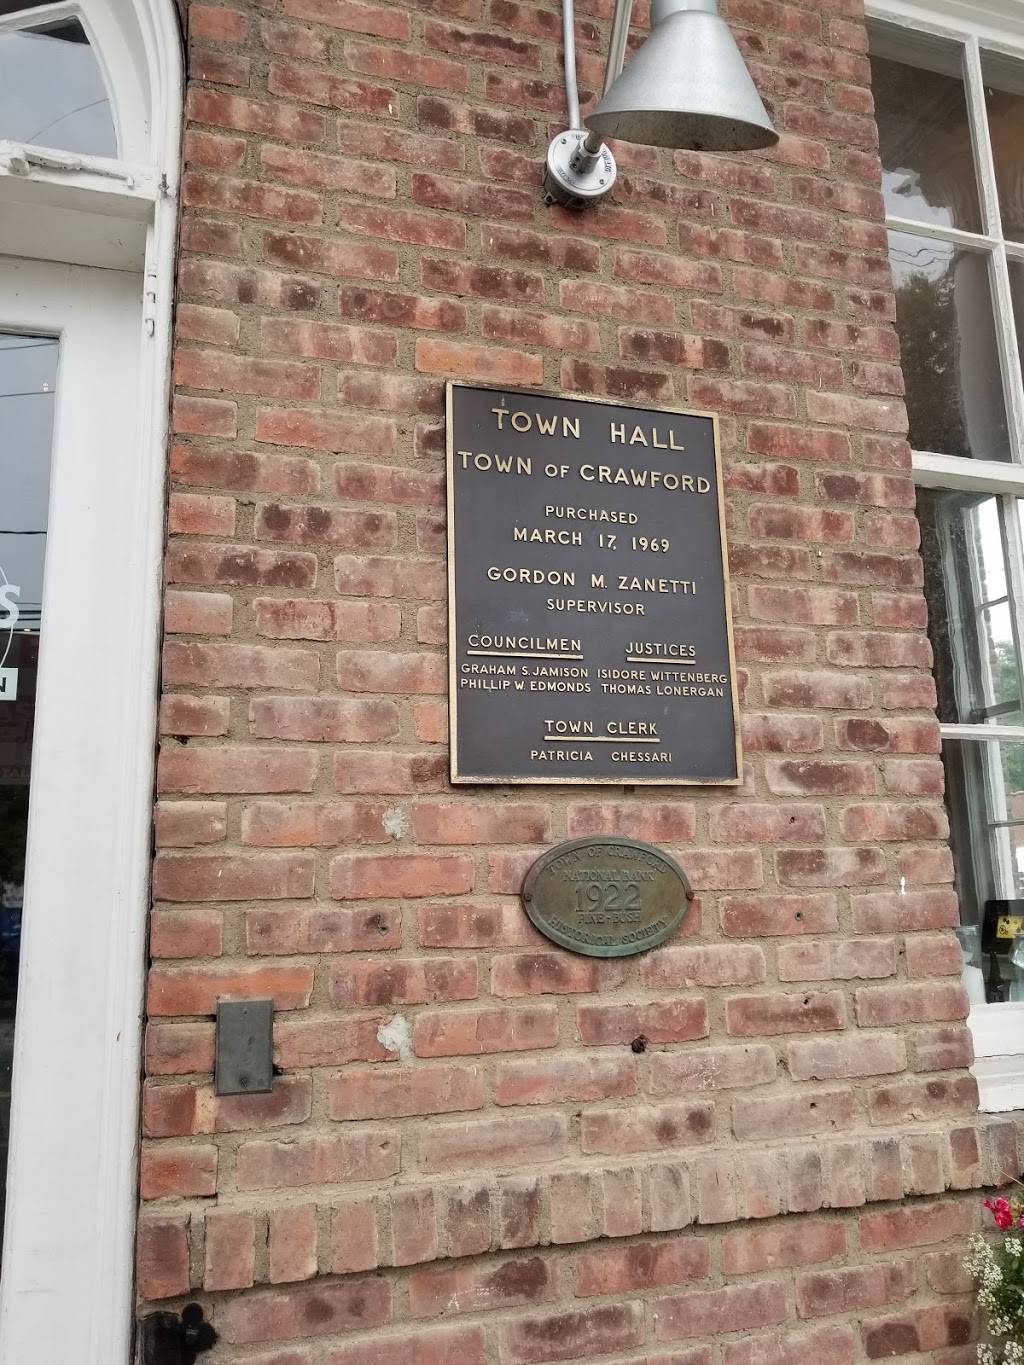 TOWN HALL
TOWN OF CRAWFORD
PURCHASED
MARCH 17, 1969
GORDON M. ZANETTI
SUPERVISOR
COUNCILMEN JUSTICES
GRAHAM S. JAMISON ISIDORE WITTENBERG
PHILLIP W. EDMONDS THOMAS LONERGAN
TOWN CLERK
PATRICIA CHESSARI
TOWN OF CRAWFORD
NATIONAL BANK
1922
PINE-BUSH
HISTORICAL SOCIETY
S
N